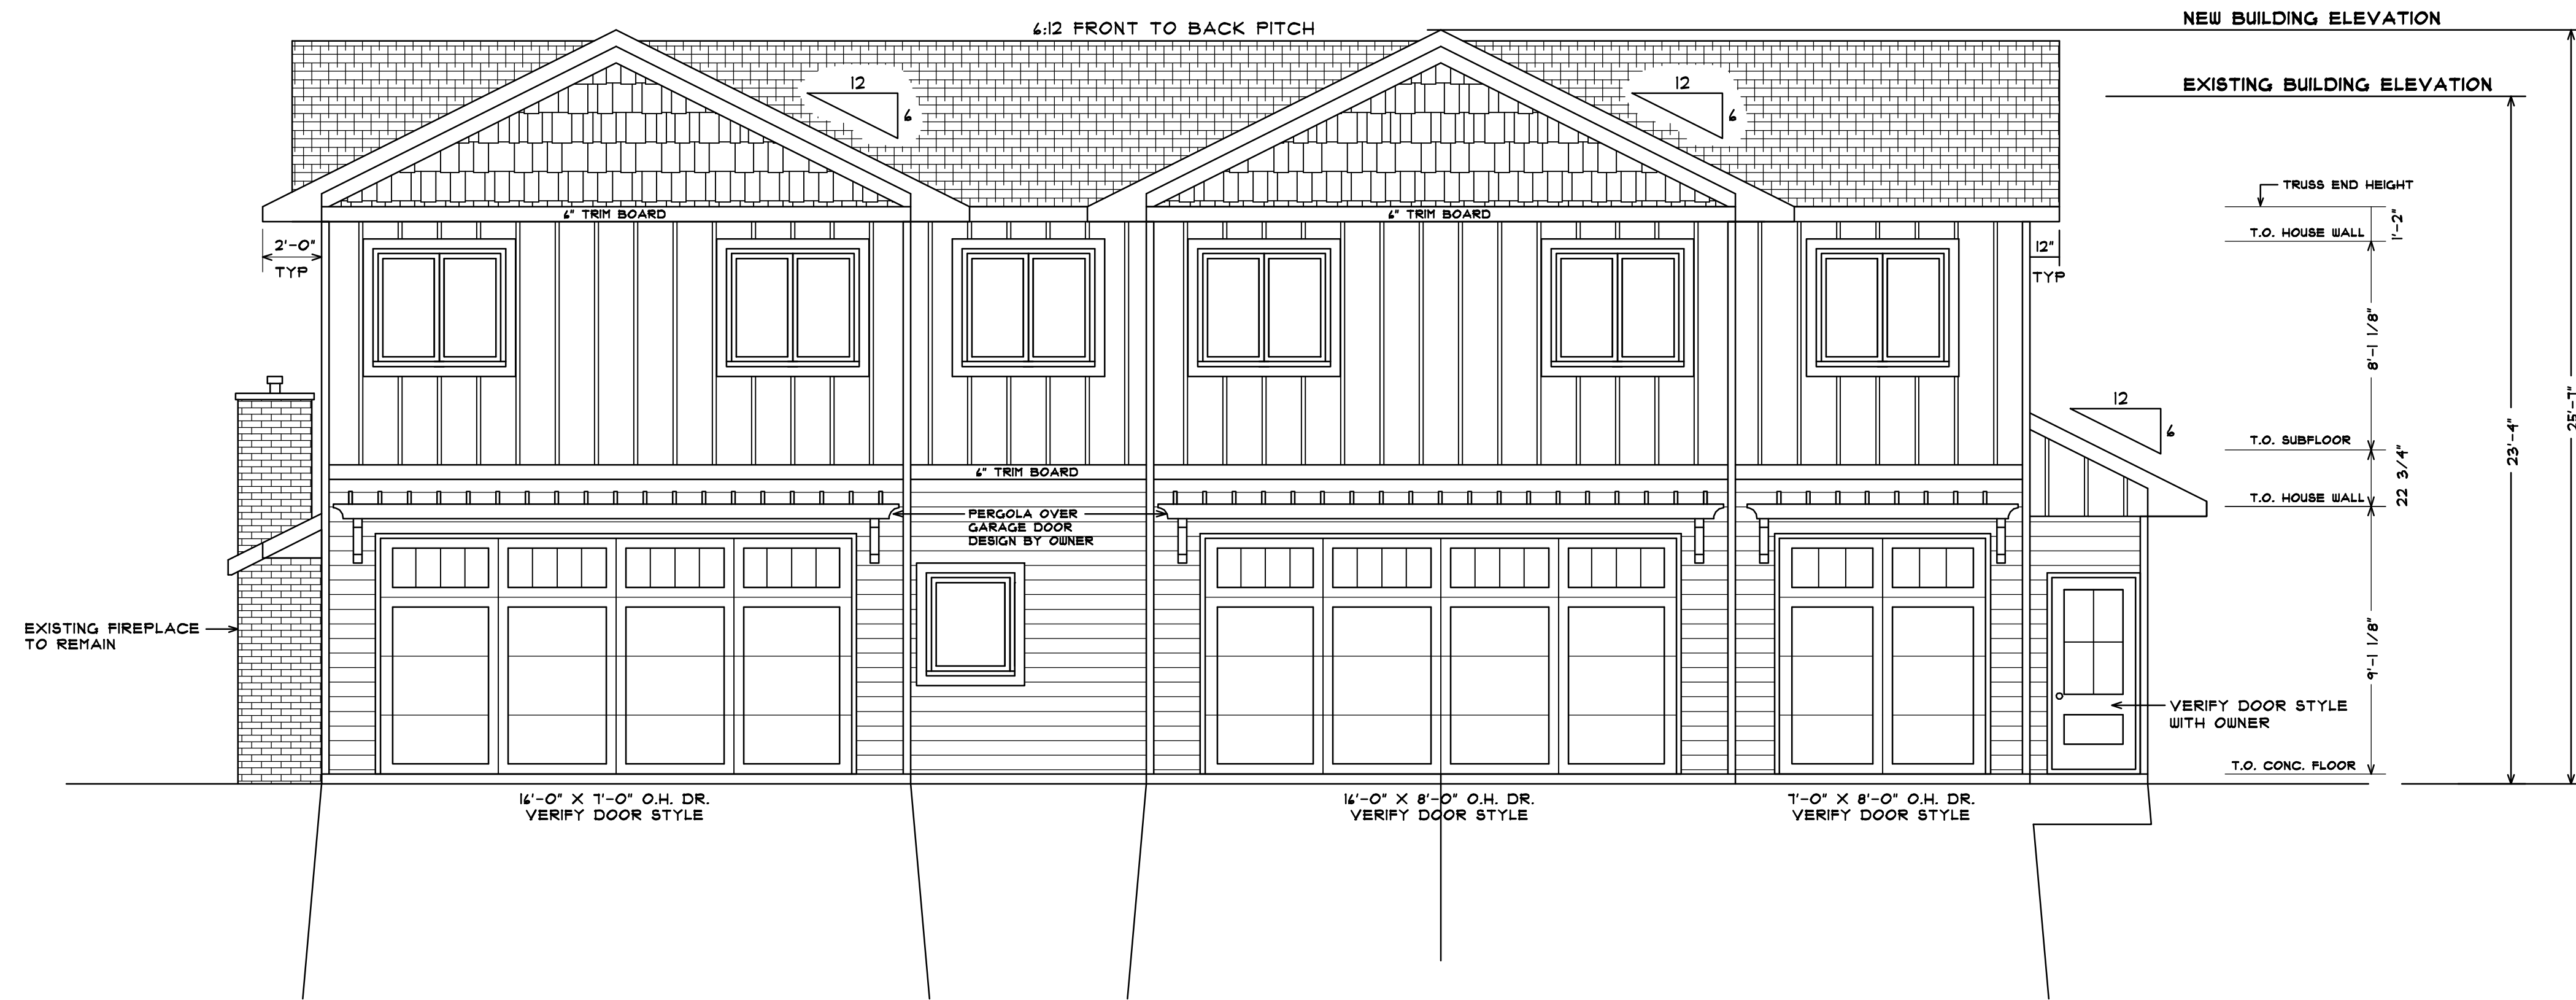 NEW BUILDING ELEVATION
6:12 FRONT TO BACK PITCH
EXISTING BUILDING ELEVATION
12
6
12
6
TRUSS END HEIGHT
6" TRIM BOARD
6" TRIM BOARD
1'-2"
T.O. HOUSE WALL
2'-0"
TYP
12"
TYP
8'-1 1/8"
12
6
25'-7"
23'-4"
T.O. SUBFLOOR
6" TRIM BOARD
22 3/4"
T.O. HOUSE WALL
PERGOLA OVER
GARAGE DOOR
DESIGN BY OWNER
EXISTING FIREPLACE
TO REMAIN
9'-1 1/8"
VERIFY DOOR STYLE
WITH OWNER
T.O. CONC. FLOOR
16'-0" X 7'-0" O.H. DR.
VERIFY DOOR STYLE
16'-0" X 8'-0" O.H. DR.
VERIFY DOOR STYLE
7'-0" X 8'-0" O.H. DR.
VERIFY DOOR STYLE